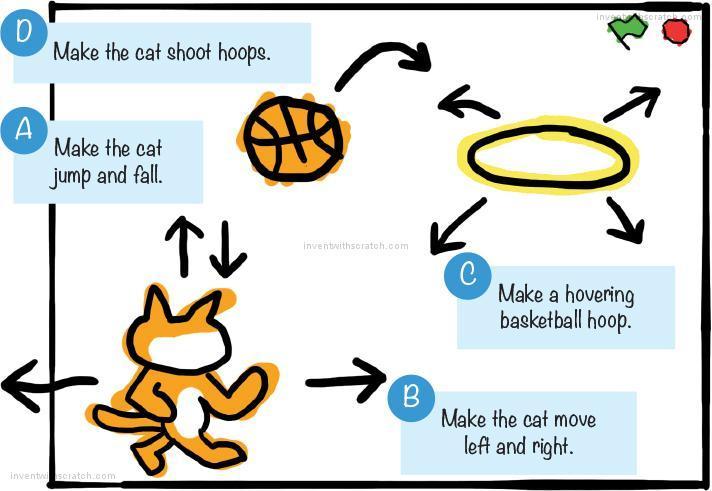 inventwithscratch.com
D
Make the cat shoot hoops.
A
Make the cat
jump and fall.
inventwithscratch.com
C
Make a hovering
basketball hoop.
B
Make the cat move
left and right.
inventwithscratch.com